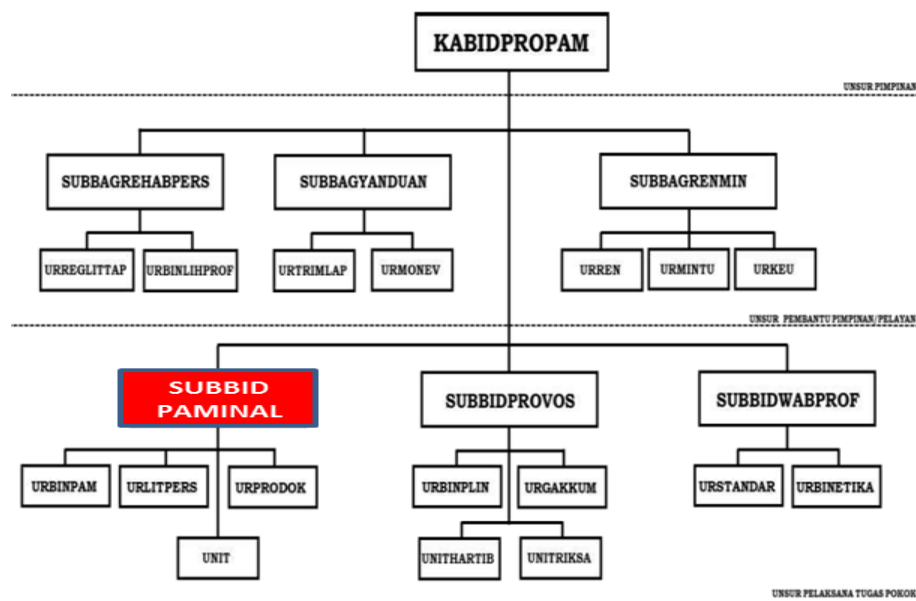 KABIDPROPAM
UNSUR PIMPINAN
SUBBAGREHABPERS
SUBBAGYANDUAN
SUBBAGRENMIN
URREGLITTAP
URBINLIHPROF
URTRIMLAP
URMONEV
URREN
URMINTU
URKEU
UNSUR PEMBANTU PIMPINAN/PELAYAN
SUBBID
PAMINAL
SUBBIDPROVOS
SUBBIDWABPROF
URBINPAM
URLITPERS
URPRODOK
URBINPLIN
URGAKKUM
URSTANDAR
URBINETIKA
UNIT
UNITHARTIB
UNITRIKSA
UNSUR PELAKSANA TUGAS POKOK